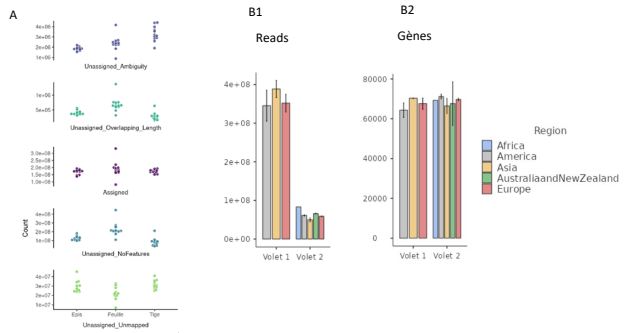 A
4e+06
3e+06
2e+06
1e+06
Unassigned_Ambiguity
1e+06
5e+05
Unassigned_Overlapping_Length
3.0e+08
2.5e+08
2.0e+08
1.5e+08
1.0e+08
Assigned
4e+06
3e+06
2e+06
1e+06
Unassigned_NoFeatures
4e+07
3e+07
2e+07
1e+07
Epis Feuille Tige
Unassigned_Unmapped
Count
B1
Reads
4e+08
3e+08
2e+08
1e+08
0e+00
Volet 1 Volet 2
B2
Gènes
80000
60000
40000
20000
0
Volet 1 Volet 2
Region
Africa
America
Asia
AustraliaandNewZealand
Europe